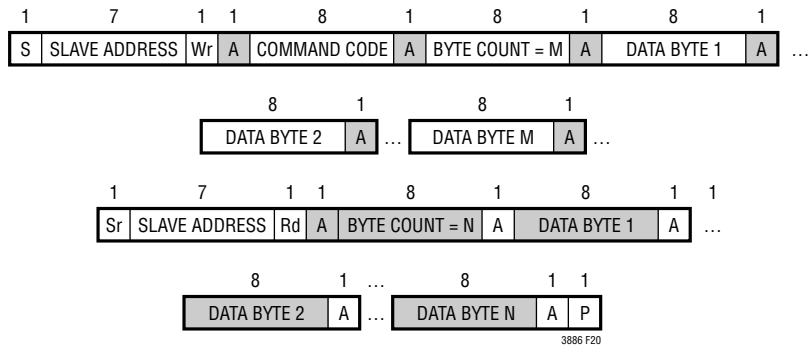 1 7 1 1 8 1 8 1 8 1
S SLAVE ADDRESS Wr A COMMAND CODE A BYTE COUNT = M A DATA BYTE 1 A …
8 1 8 1
DATA BYTE 2 A … DATA BYTE M A …
1 7 1 1 8 1 8 1 1
Sr SLAVE ADDRESS Rd A BYTE COUNT = N A DATA BYTE 1 A …
8 1 … 8 1 1
DATA BYTE 2 A … DATA BYTE N A P
3886 F20